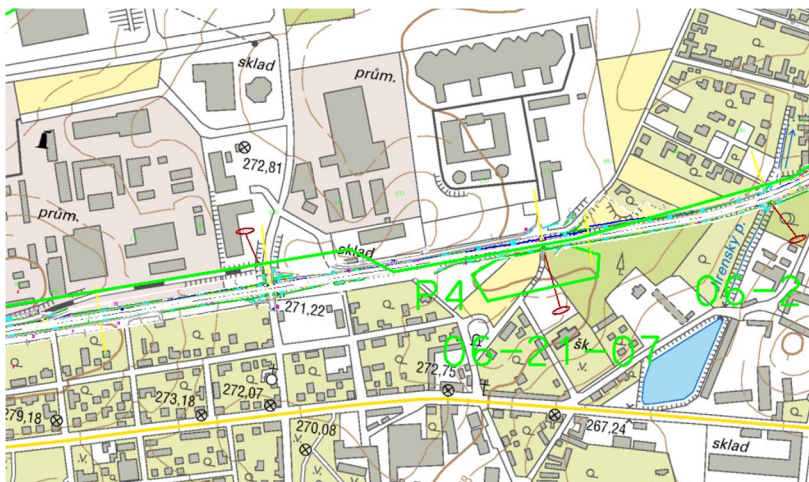 sklad
prům.
272,81
prům.
sklad
271,22
P4
06-2
06-21-07
šk.
272,75
279,18
273,18
272,07
270,08
267,24
sklad